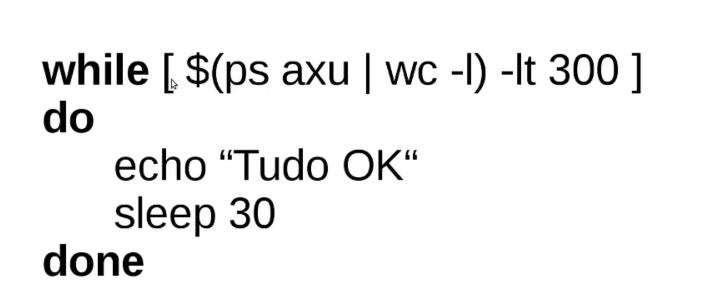 while [ $(ps axu | wc -l) -lt 300 ]
do
echo “Tudo OK“
sleep 30
done